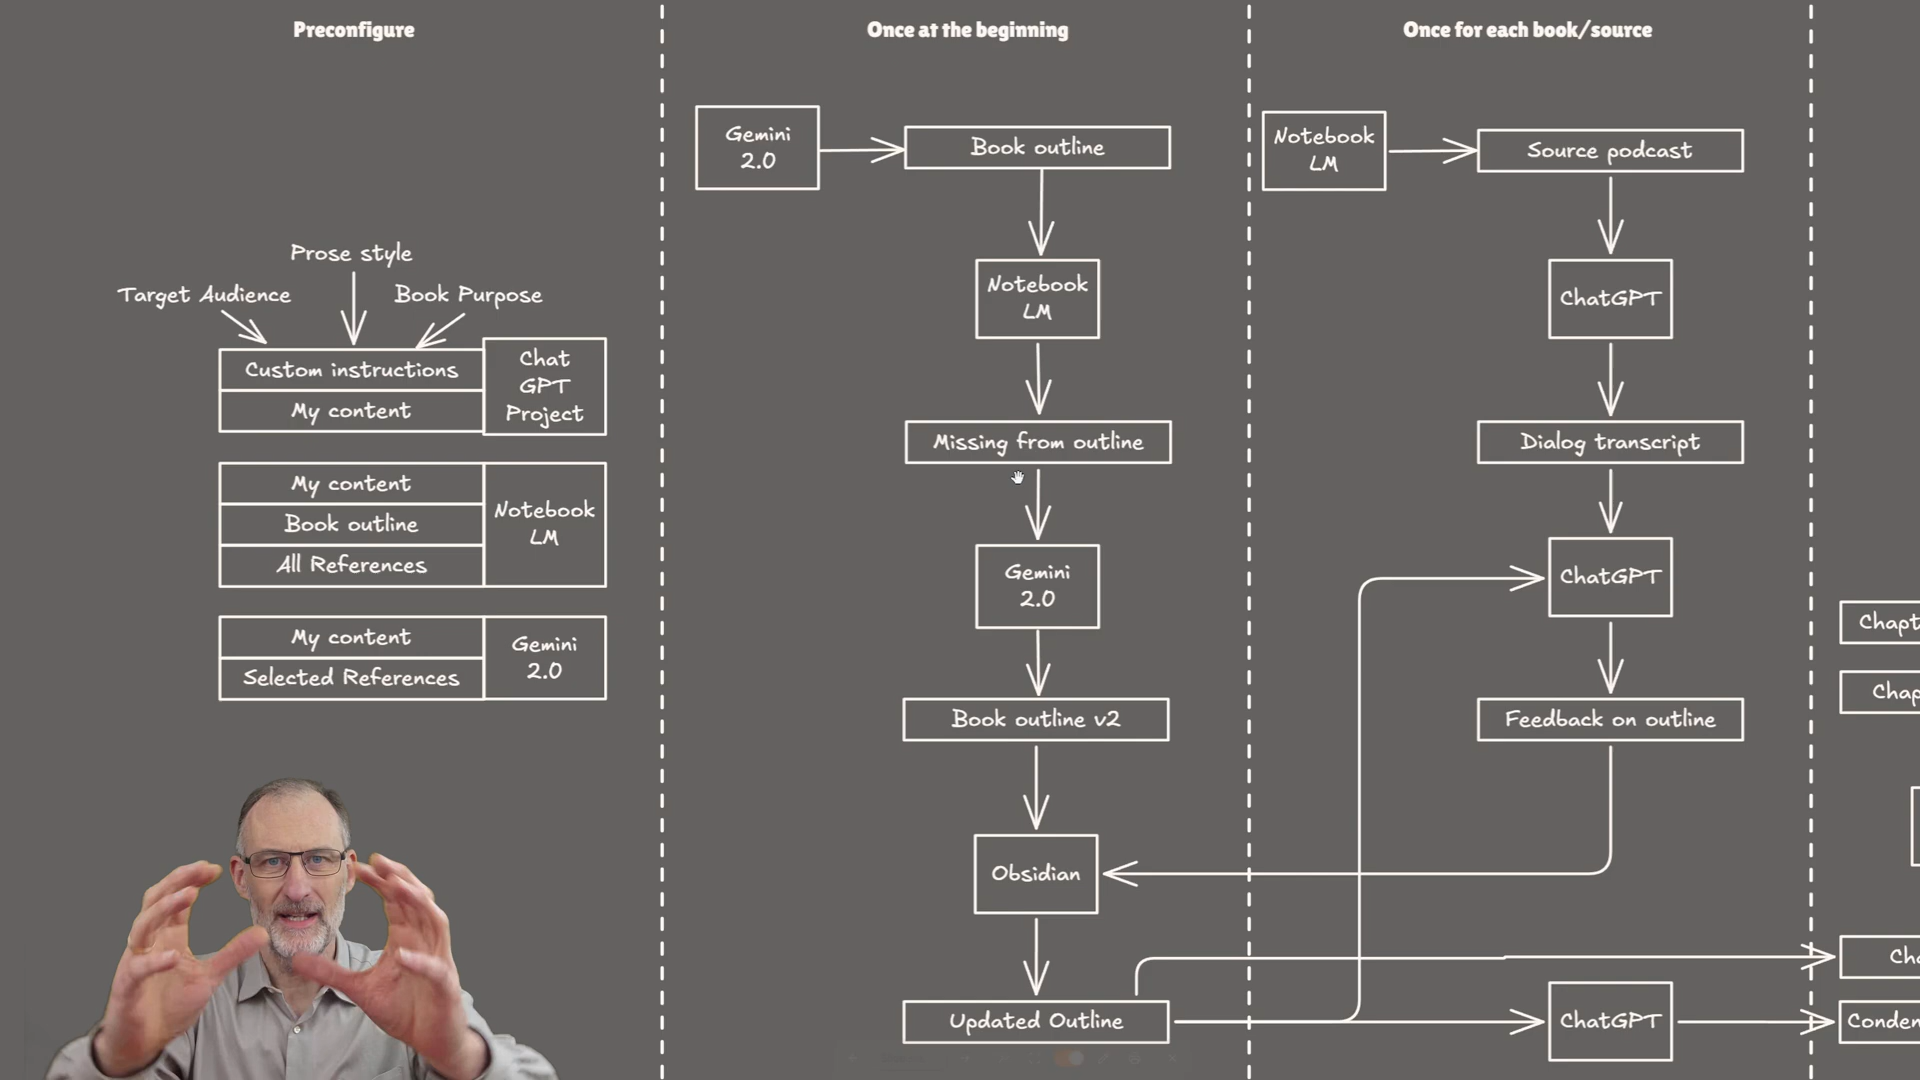 Preconfigure
Prose style
Target Audience
Book Purpose
Custom instructions
My content
Chat
GPT
Project
My content
Book outline
All References
Notebook
LM
My content
Selected References
Gemini
2.0
Once at the beginning
Gemini
2.0
Book outline
Notebook
LM
Missing from outline
Gemini
2.0
Book outline v2
Obsidian
Updated Outline
Once for each book/source
Notebook
LM
Source podcast
ChatGPT
Dialog transcript
ChatGPT
Feedback on outline
ChatGPT
Chapt
Chap
Cha
Conden